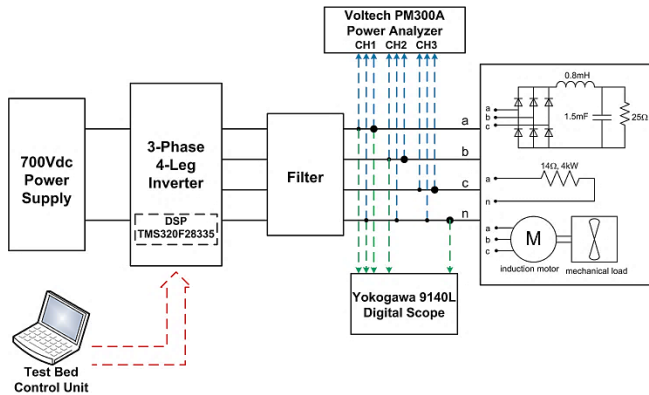 Voltech PM300A
Power Analyzer
CH1 CH2 CH3
700Vdc
Power
Supply
3-Phase
4-Leg
Inverter
DSP
TMS320F28335
Filter
a
b
c
n
0.8mH
a
b
c
1.5mF
25Ω
14Ω, 4kW
a
n
a
b
c
M
induction motor
mechanical load
Yokogawa 9140L
Digital Scope
Test Bed
Control Unit